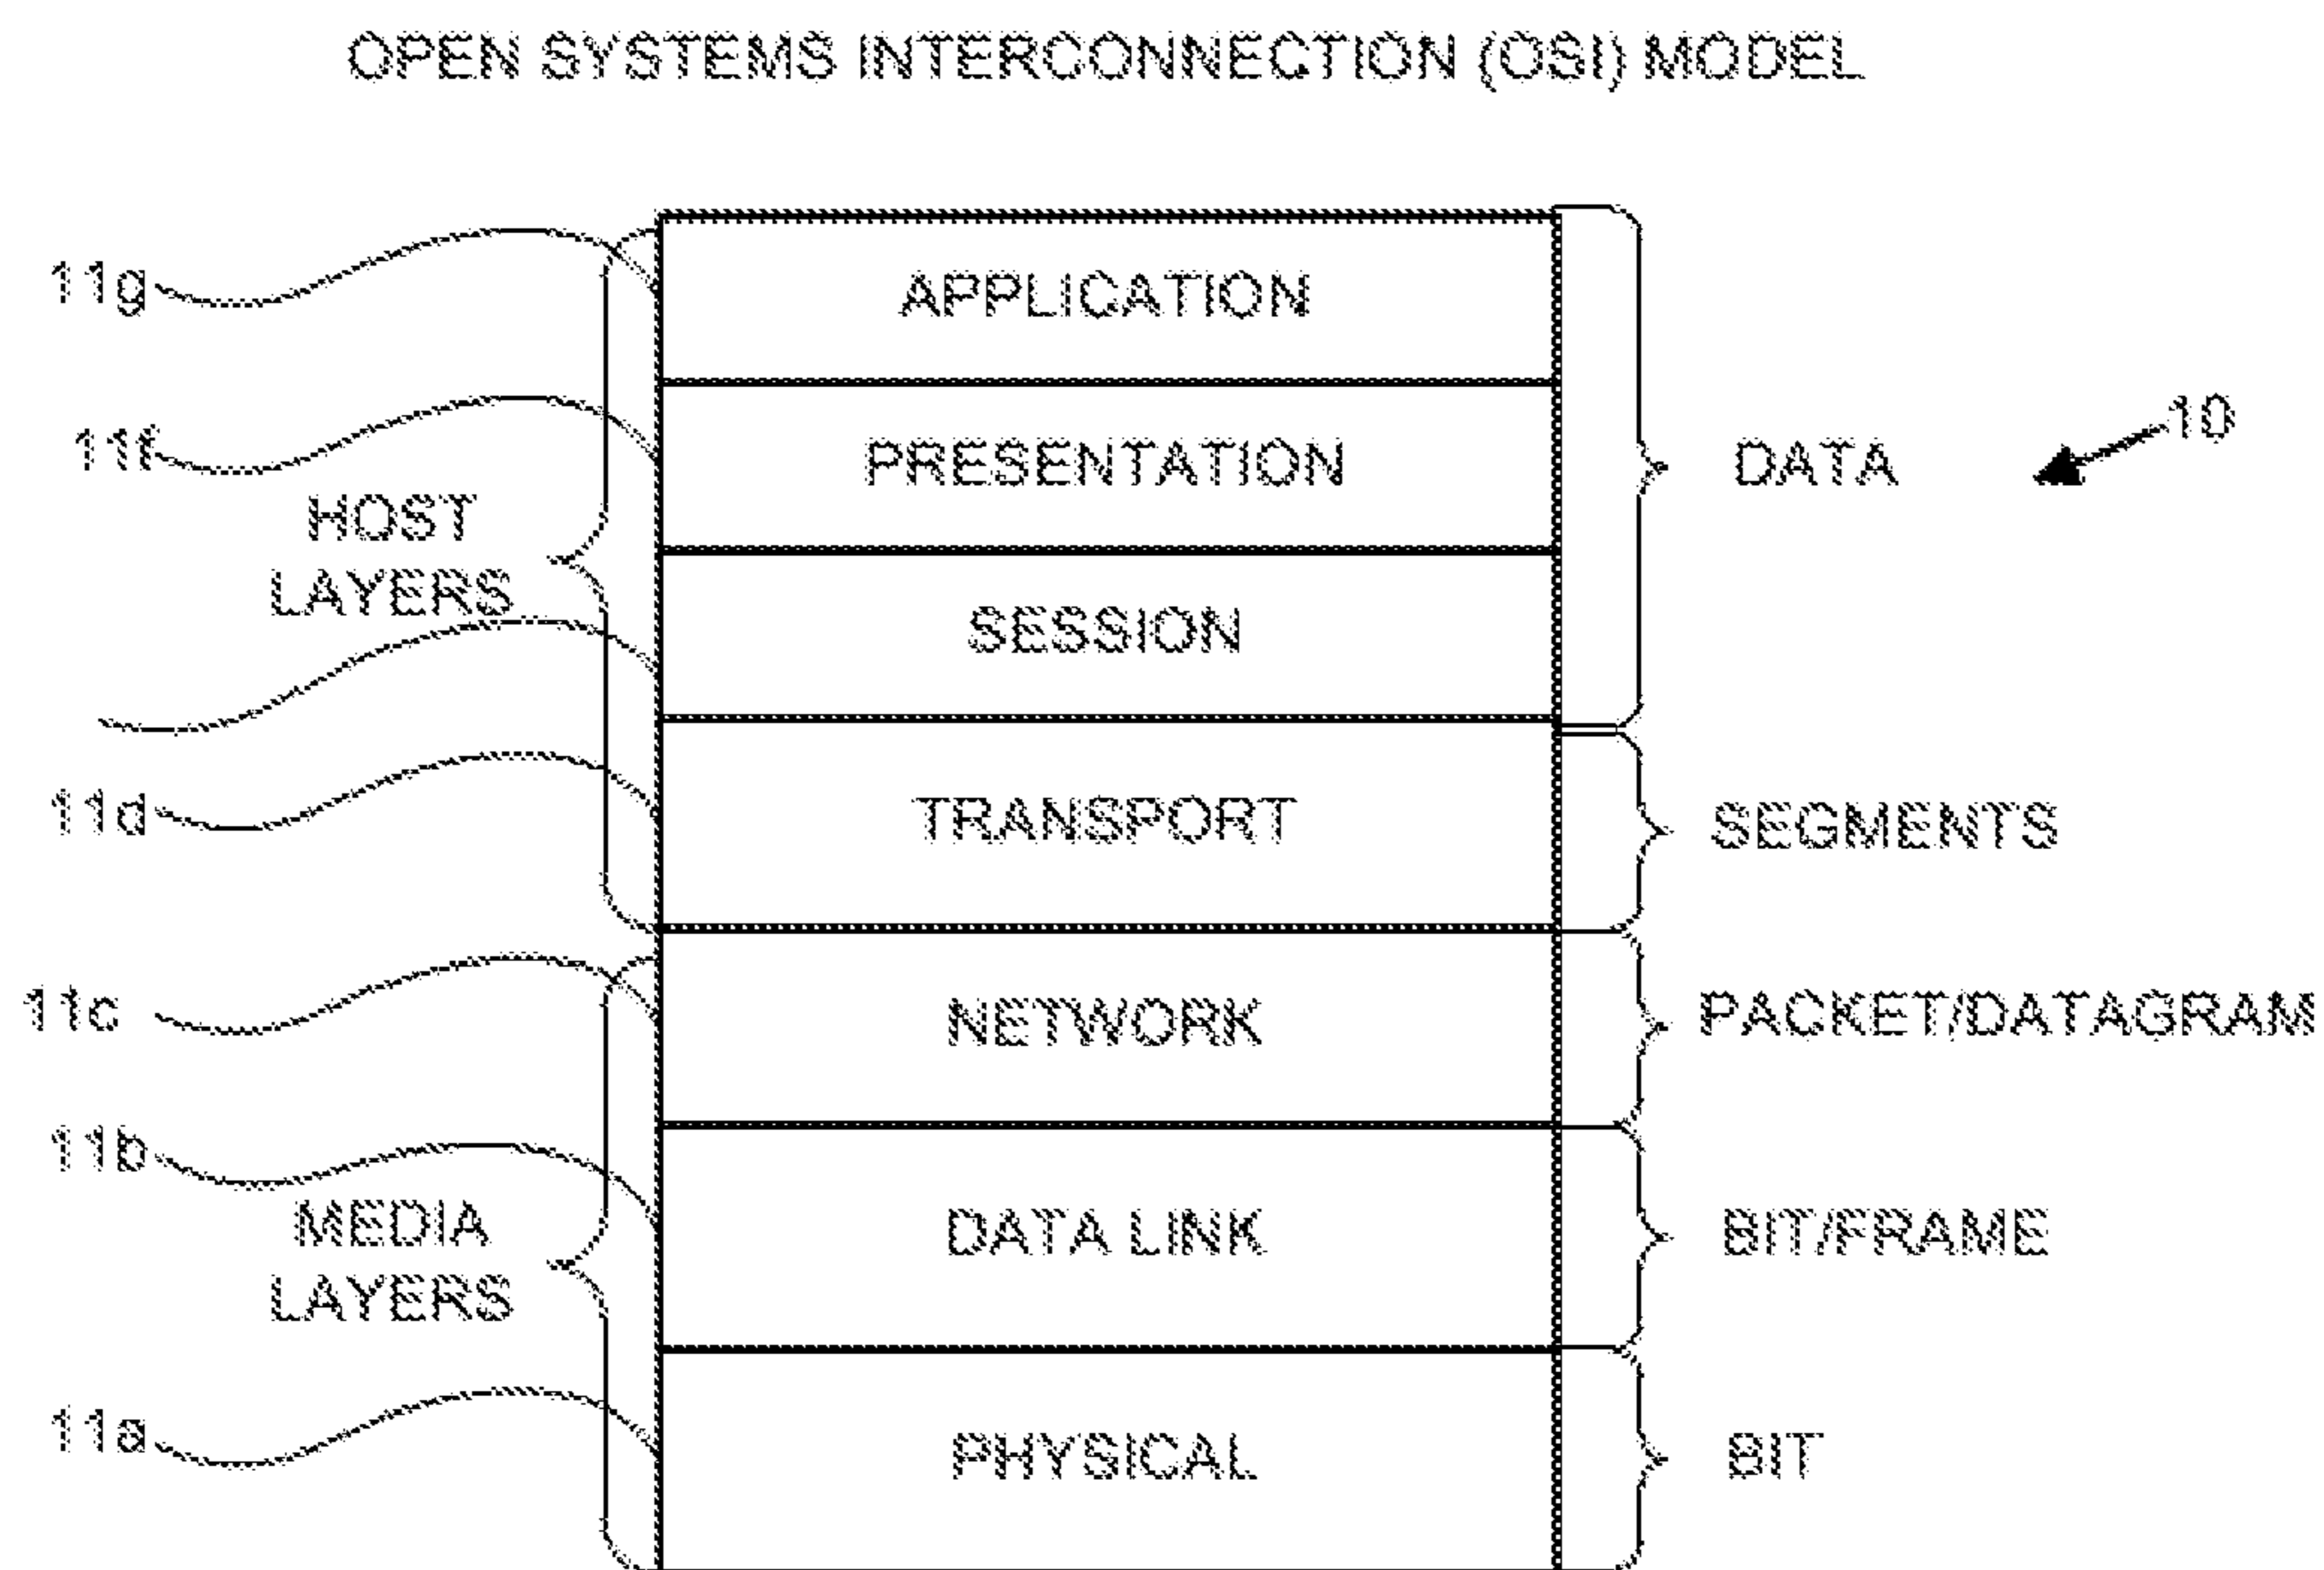 OPEN SYSTEMS INTERCONNECTION (OSI) MODEL
11g
APPLICATION
10
11f
PRESENTATION
DATA
HOST
LAYERS
SESSION
11d
TRANSPORT
SEGMENTS
11c
NETWORK
PACKET/DATAGRAM
11b
MEDIA
LAYERS
DATA LINK
BIT/FRAME
11a
PHYSICAL
BIT